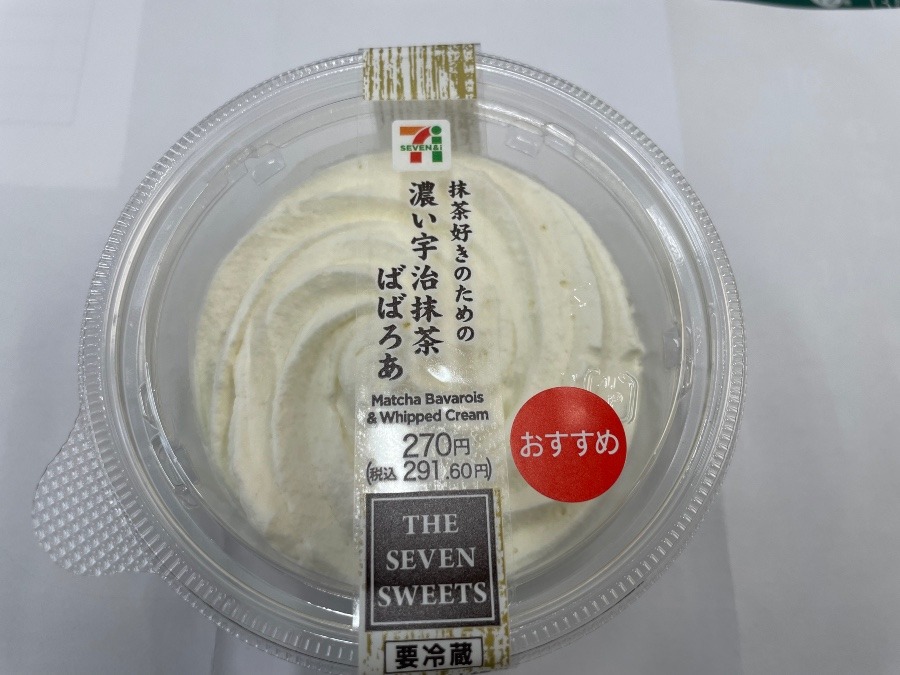 SEVEN&i
抹茶好きのための
濃い宇治抹茶
ばばろあ
Matcha Bavarois
& Whipped Cream
270円
(税込 291.60円)
おすすめ
THE
SEVEN
SWEETS
要冷蔵